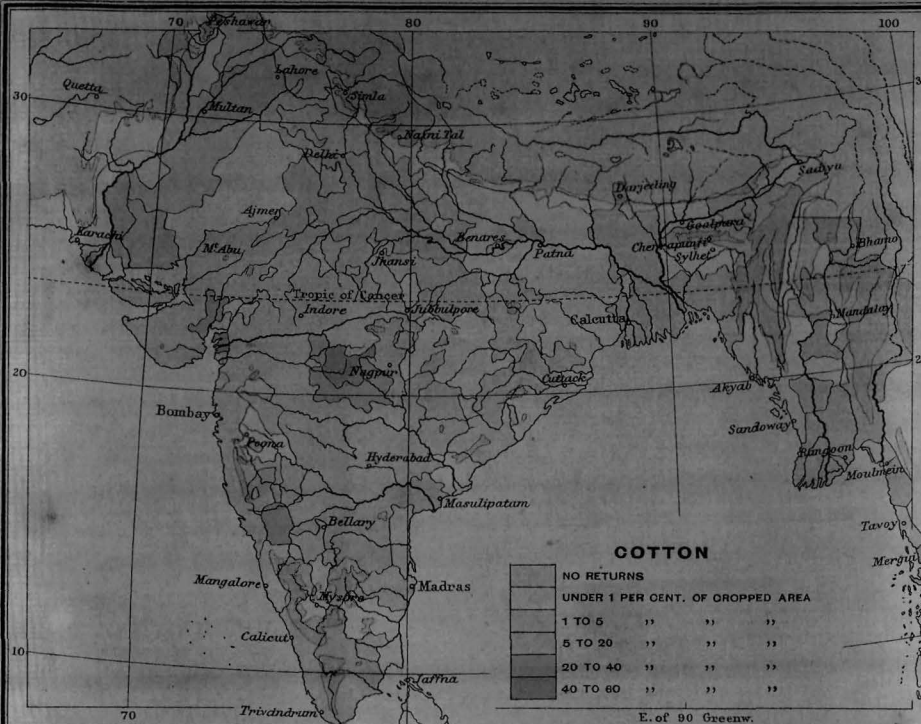 70 80 90 100
Peshawar
Lahore
Quetta
Simla
30
Multan
Naini Tal
Delhi
Sadiya
Darjeeling
Ajmer
Goalpara
Karachi
Benares
Cherrapunji
Bhamo
Mt. Abu
Jhansi
Patna
Sylhet
Tropic of Cancer
Indore
Jubbulpore
Calcutta
Mandalay
20
Nagpur
Cuttack
Akyab
Bombay
Sandoway
Poona
Hyderabad
Rangoon
Moulmein
Masulipatam
Bellary
Tavoy
COTTON
Mergui
NO RETURNS
Mangalore
Madras
Mysore
UNDER 1 PER CENT. OF CROPPED AREA
1 TO 5 ,, ,, ,,
Calicut
5 TO 20 ,, ,, ,,
10
20 TO 40 ,, ,, ,,
Jaffna
40 TO 60 ,, ,, ,,
70
Trivandrum
E. of 90 Greenw.